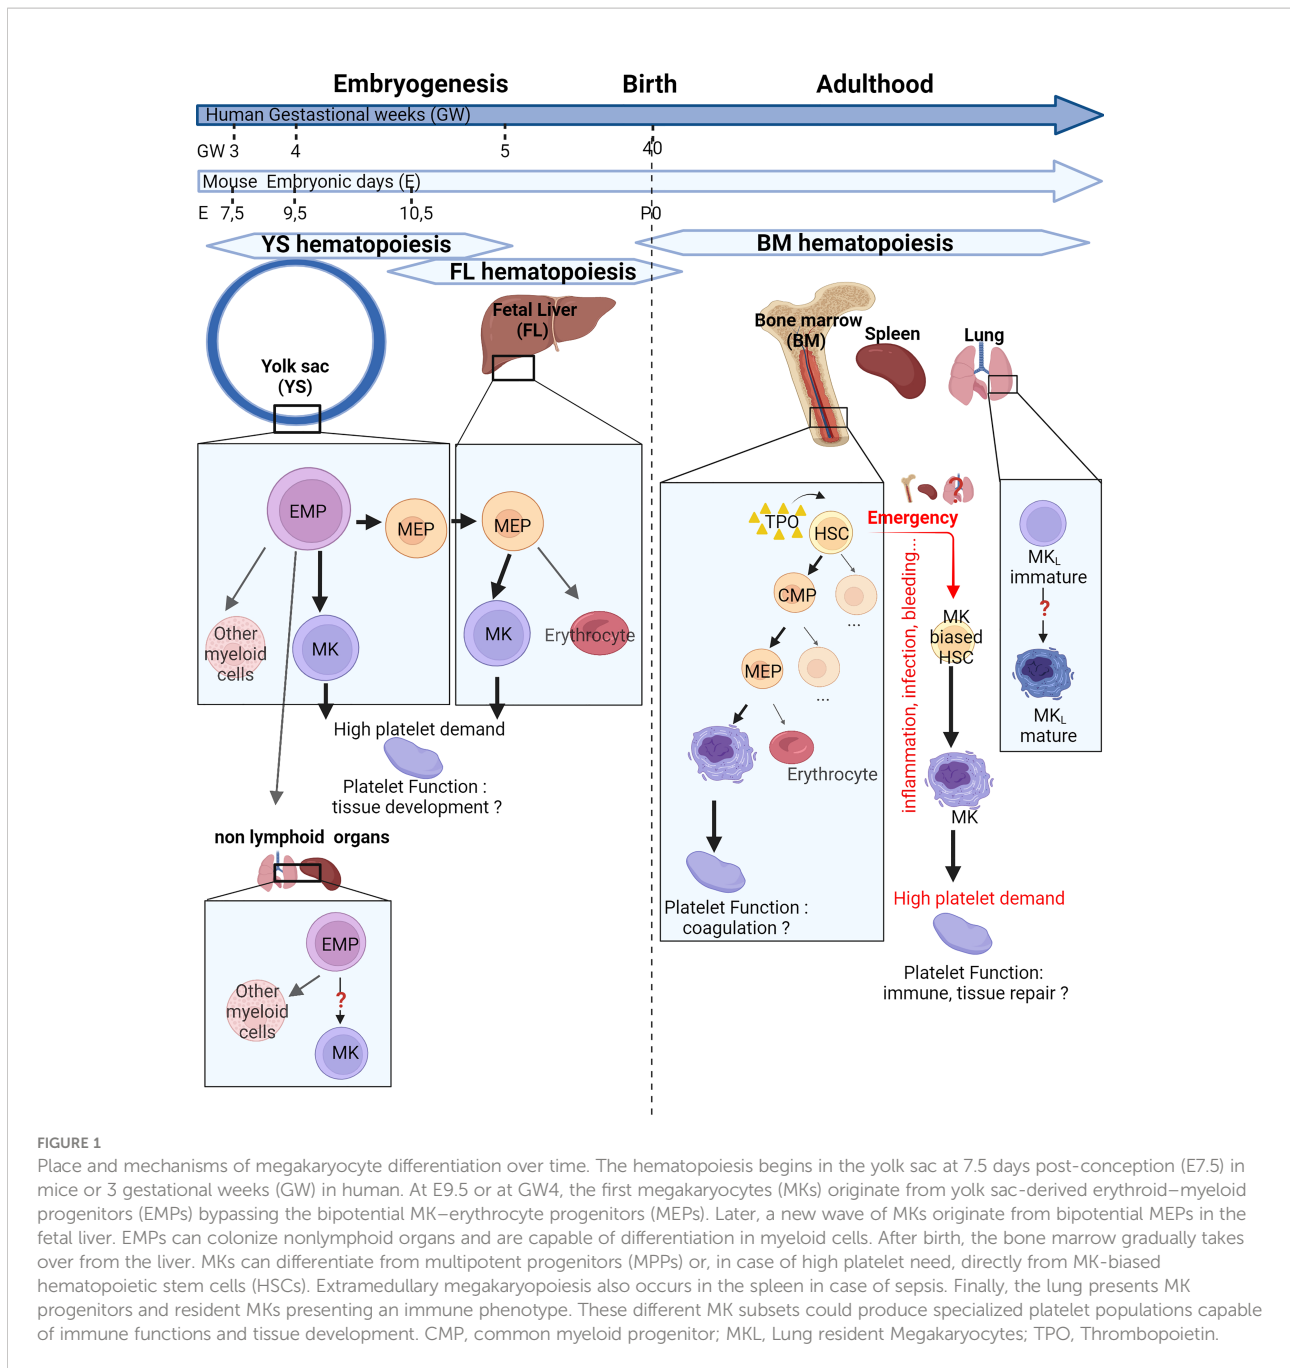 Embryogenesis Birth Adulthood
Human Gestastional weeks (GW)
GW 3 4 5 40
Mouse Embryonic days (E)
E 7,5 9,5 10,5 P0
YS hematopoiesis
BM hematopoiesis
FL hematopoiesis
Yolk sac
(YS)
Fetal Liver
(FL)
Bone marrow
(BM)
Spleen
Lung
EMP
MEP
Other
myeloid
cells
MK
MEP
MK
Erythrocyte
High platelet demand
Platelet Function :
tissue development ?
non lymphoid organs
EMP
Other
myeloid
cells
?
MK
TPO
HSC
CMP
...
MEP
...
Erythrocyte
Platelet Function :
coagulation ?
?
Emergency
inflammation, infection, bleeding...
MK
biased
HSC
MK
High platelet demand
Platelet Function:
immune, tissue repair ?
MKL
immature
?
MKL
mature
FIGURE 1
Place and mechanisms of megakaryocyte differentiation over time. The hematopoiesis begins in the yolk sac at 7.5 days post-conception (E7.5) in
mice or 3 gestational weeks (GW) in human. At E9.5 or at GW4, the first megakaryocytes (MKs) originate from yolk sac-derived erythroid–myeloid
progenitors (EMPs) bypassing the bipotential MK–erythrocyte progenitors (MEPs). Later, a new wave of MKs originate from bipotential MEPs in the
fetal liver. EMPs can colonize nonlymphoid organs and are capable of differentiation in myeloid cells. After birth, the bone marrow gradually takes
over from the liver. MKs can differentiate from multipotent progenitors (MPPs) or, in case of high platelet need, directly from MK-biased
hematopoietic stem cells (HSCs). Extramedullary megakaryopoiesis also occurs in the spleen in case of sepsis. Finally, the lung presents MK
progenitors and resident MKs presenting an immune phenotype. These different MK subsets could produce specialized platelet populations capable
of immune functions and tissue development. CMP, common myeloid progenitor; MKL, Lung resident Megakaryocytes; TPO, Thrombopoietin.